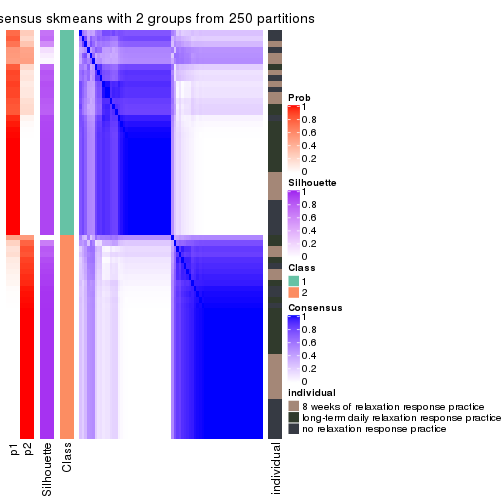 sensus skmeans with 2 groups from 250 partitions
Prob
1
0.8
0.6
0.4
0.2
0
Silhouette
1
0.8
0.6
0.4
0.2
0
Class
1
2
Consensus
1
0.8
0.6
0.4
0.2
0
individual
8 weeks of relaxation response practice
long-term daily relaxation response practice
no relaxation response practice
p1
p2
Silhouette
Class
individual